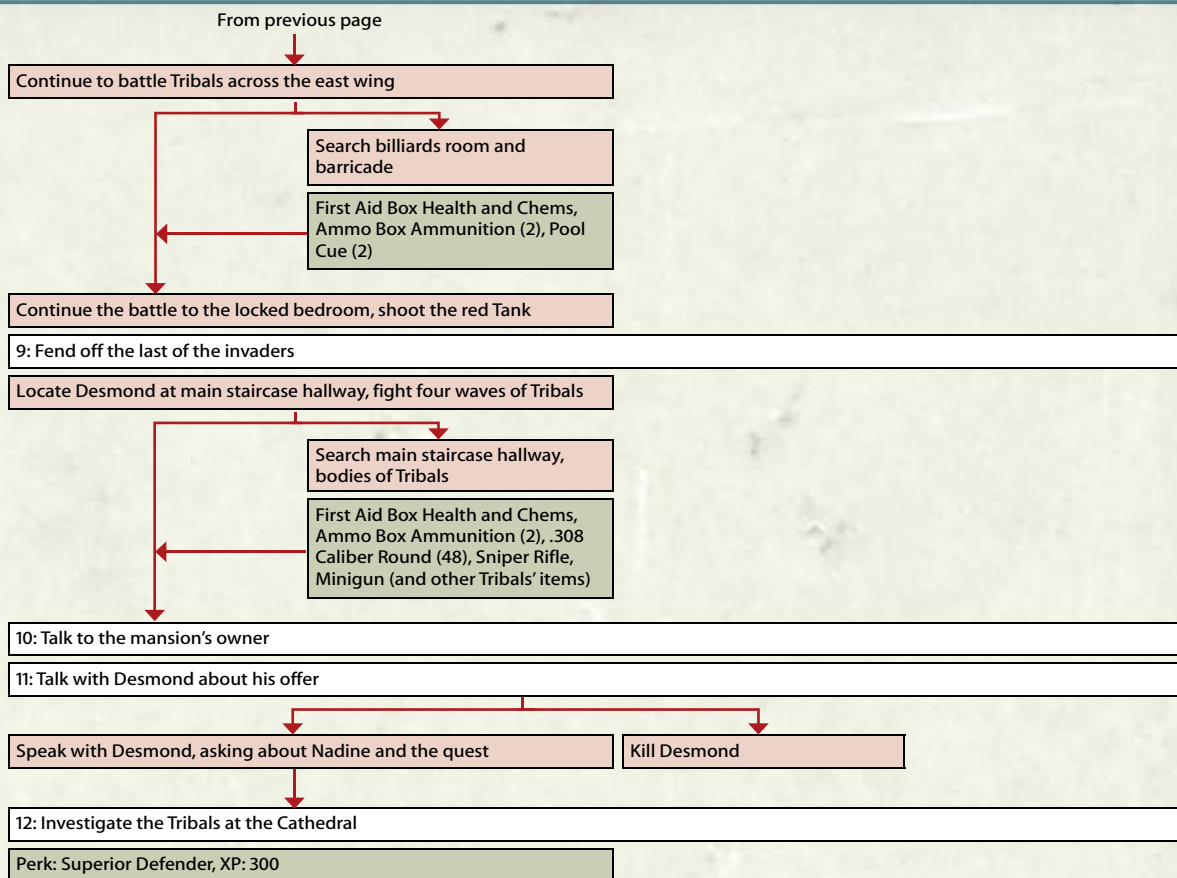 From previous page
Continue to battle Tribals across the east wing
Search billiards room and
barricade
First Aid Box Health and Chems,
Ammo Box Ammunition (2), Pool
Cue (2)
Continue the battle to the locked bedroom, shoot the red Tank
9: Fend off the last of the invaders
Locate Desmond at main staircase hallway, fight four waves of Tribals
Search main staircase hallway,
bodies of Tribals
First Aid Box Health and Chems,
Ammo Box Ammunition (2), .308
Caliber Round (48), Sniper Rifle,
Minigun (and other Tribals' items)
10: Talk to the mansion's owner
11: Talk with Desmond about his offer
Speak with Desmond, asking about Nadine and the quest
Kill Desmond
12: Investigate the Tribals at the Cathedral
Perk: Superior Defender, XP: 300